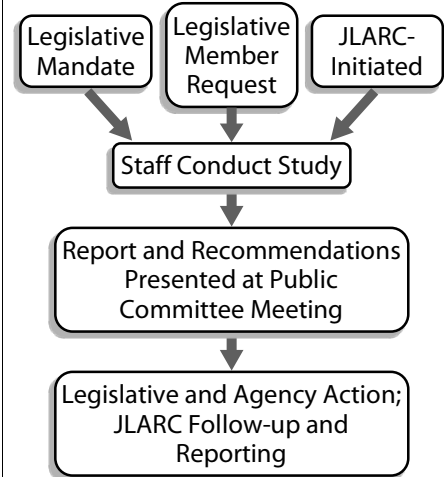 Legislative
Mandate
Legislative
Member
Request
JLARC-
Initiated
Staff Conduct Study
Report and Recommendations
Presented at Public
Committee Meeting
Legislative and Agency Action;
JLARC Follow-up and
Reporting